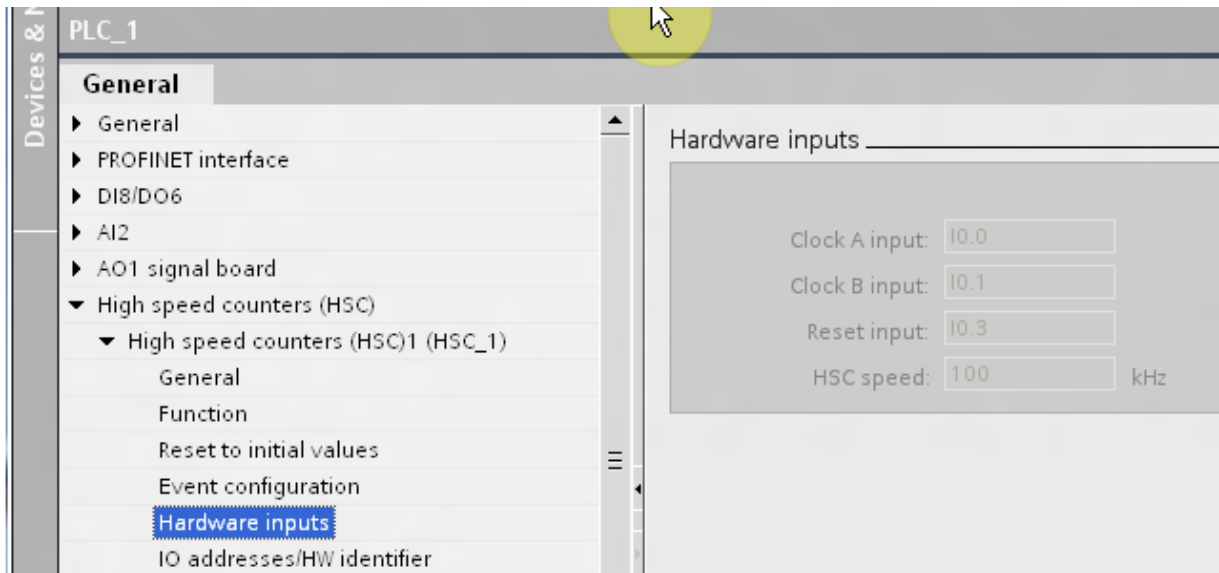 Devices & N
PLC_1
General
General
PROFINET interface
DI8/DO6
AI2
AO1 signal board
High speed counters (HSC)
High speed counters (HSC)1 (HSC_1)
General
Function
Reset to initial values
Event configuration
Hardware inputs
IO addresses/HW identifier
Hardware inputs
Clock A input: I0.0
Clock B input: I0.1
Reset input: I0.3
HSC speed: 100 kHz